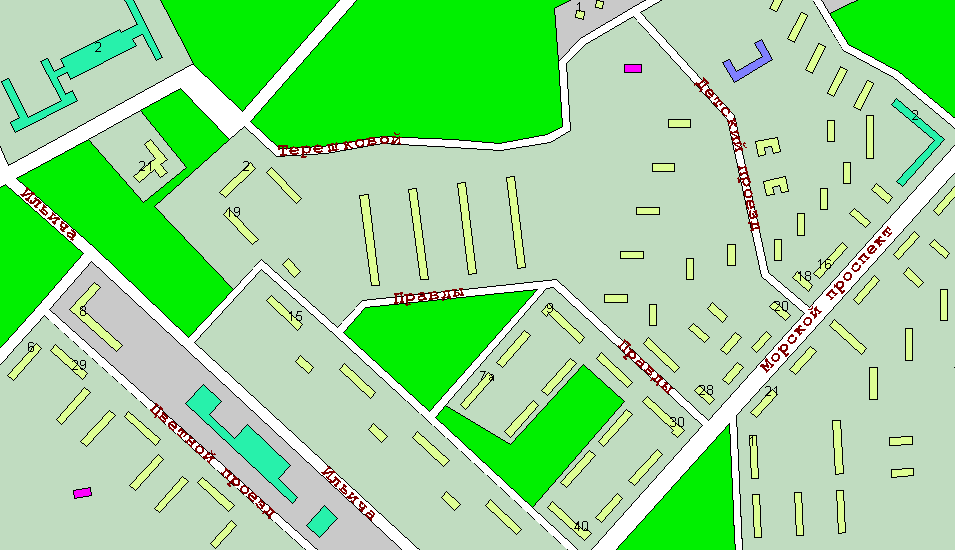 1
2
2
Детский проезд
Терешковой
21
2
19
Ильича
Морской проспект
16
18
Правды
20
8
15
9
Правды
6
29
7а
28
21
30
Цветной проезд
1
Ильича
40